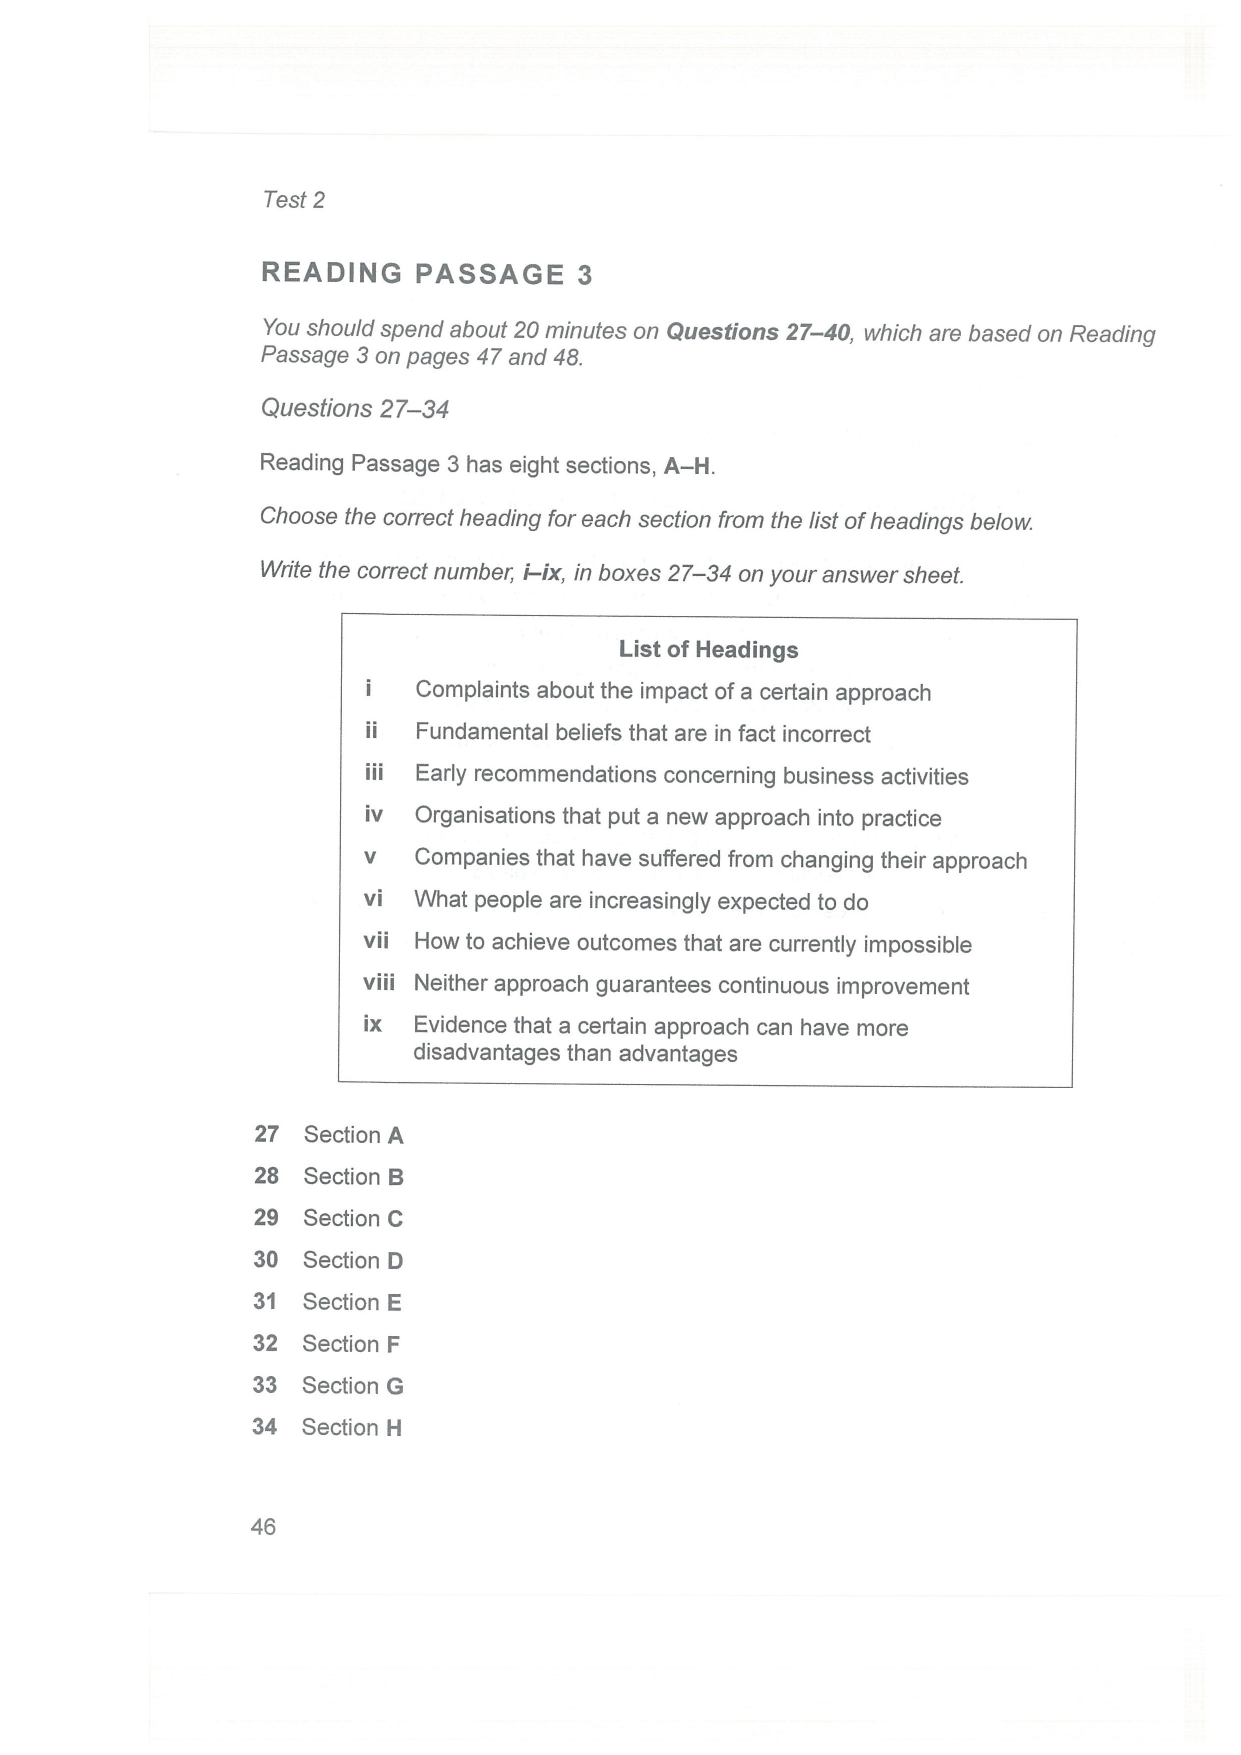 Test 2
READING PASSAGE 3
You should spend about 20 minutes on Questions 27–40, which are based on Reading
Passage 3 on pages 47 and 48.
Questions 27–34
Reading Passage 3 has eight sections, A–H.
Choose the correct heading for each section from the list of headings below.
Write the correct number, i–ix, in boxes 27–34 on your answer sheet.
List of Headings
i Complaints about the impact of a certain approach
ii Fundamental beliefs that are in fact incorrect
iii Early recommendations concerning business activities
iv Organisations that put a new approach into practice
v Companies that have suffered from changing their approach
vi What people are increasingly expected to do
vii How to achieve outcomes that are currently impossible
viii Neither approach guarantees continuous improvement
ix Evidence that a certain approach can have more
disadvantages than advantages
27 Section A
28 Section B
29 Section C
30 Section D
31 Section E
32 Section F
33 Section G
34 Section H
46